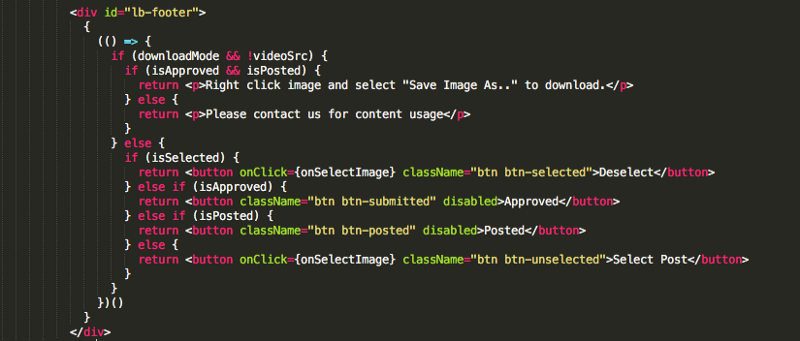 <div id="lb-footer">
{
(() => {
if (downloadMode && !videoSrc) {
if (isApproved && isPosted) {
return <p>Right click image and select "Save Image As.." to download.</p>
} else {
return <p>Please contact us for content usage</p>
}
} else {
if (isSelected) {
return <button onClick={onSelectImage} className="btn btn-selected">Deselect</button>
} else if (isApproved) {
return <button className="btn btn-submitted" disabled>Approved</button>
} else if (isPosted) {
return <button className="btn btn-posted" disabled>Posted</button>
} else {
return <button onClick={onSelectImage} className="btn btn-unselected">Select Post</button>
}
}
})()
}
</div>